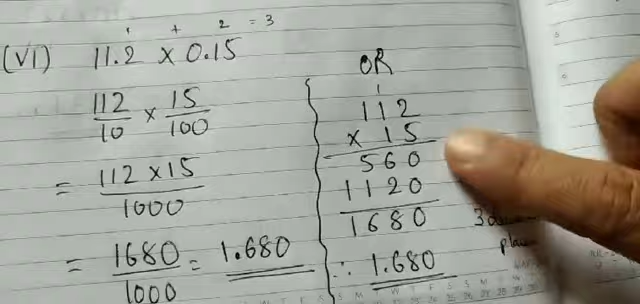 1 + 2 = 3
(VI) 11.2 × 0.15
112/10 × 15/100
= 112×15/1000
= 1680/1000 = 1.680
OR
1
112
× 15
560
1120
1680
∴ 1.680
3